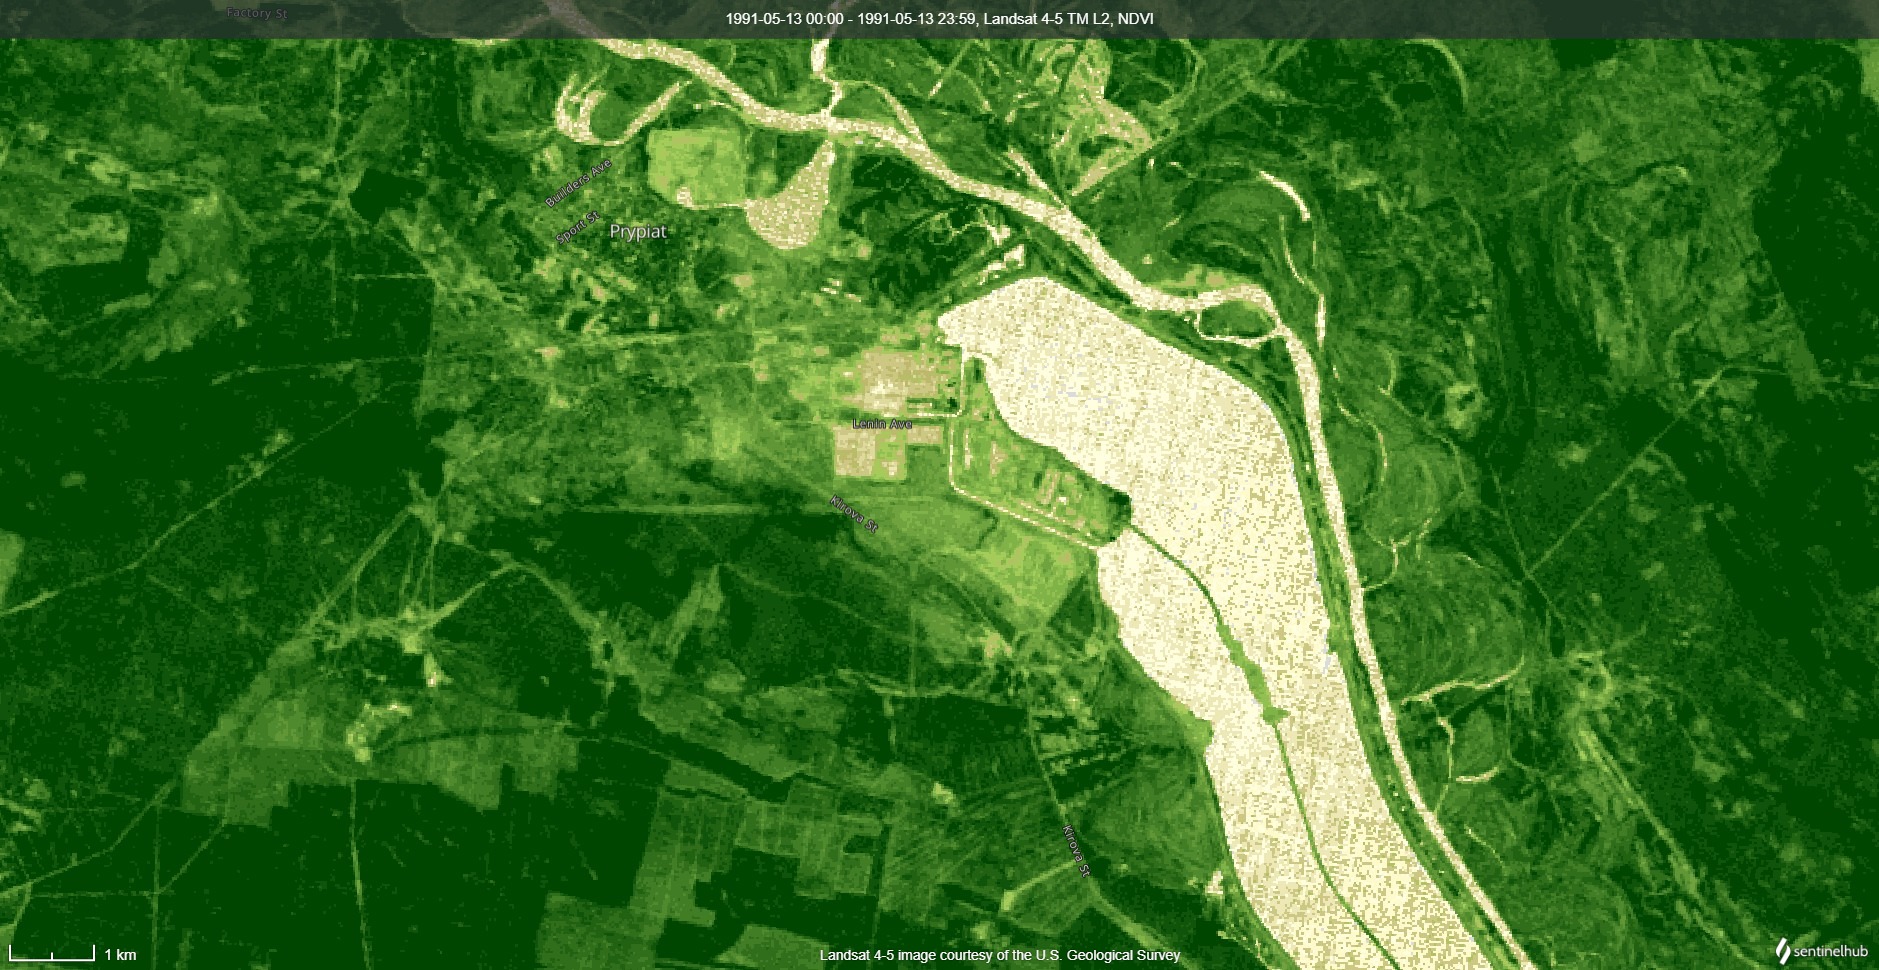 Factory St
1991-05-13 00:00 - 1991-05-13 23:59, Landsat 4-5 TM L2, NDVI
Builders Ave
Sport St
Prypiat
Lenin Ave
Kirova St
Kirova St
1 km
Landsat 4-5 image courtesy of the U.S. Geological Survey
sentinelhub